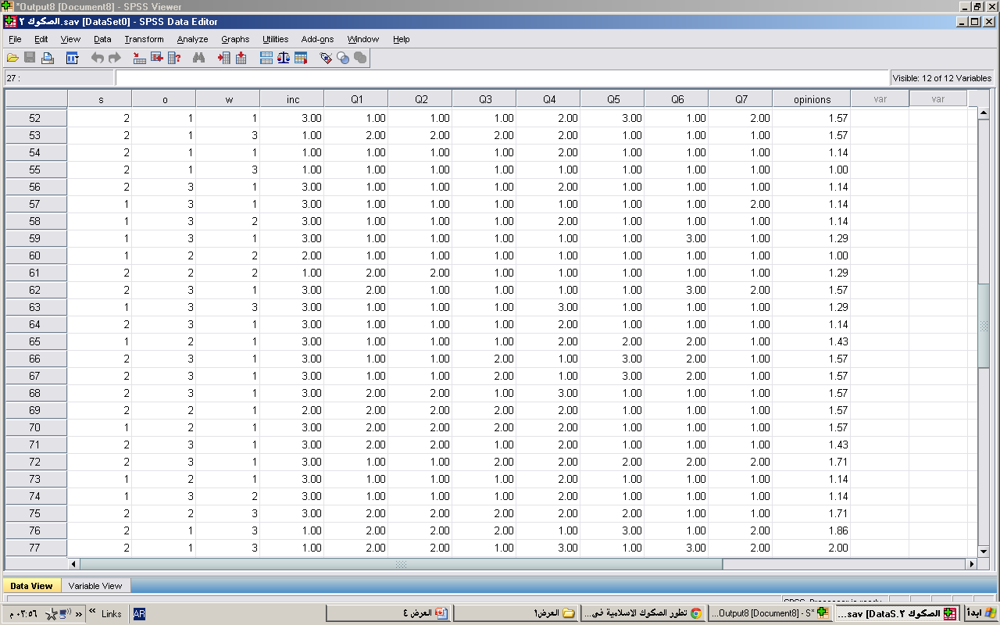 *Output8 [Document8] - SPSS Viewer
الصكوك ٢.sav [DataSet0] - SPSS Data Editor
File Edit View Data Transform Analyze Graphs Utilities Add-ons Window Help
27 : Visible: 12 of 12 Variables
s o w inc Q1 Q2 Q3 Q4 Q5 Q6 Q7 opinions var var
52 2 1 1 3.00 1.00 1.00 1.00 2.00 3.00 1.00 2.00 1.57
53 2 1 3 1.00 2.00 2.00 2.00 2.00 1.00 1.00 1.00 1.57
54 2 1 1 1.00 1.00 1.00 1.00 2.00 1.00 1.00 1.00 1.14
55 2 1 3 1.00 1.00 1.00 1.00 1.00 1.00 1.00 1.00 1.00
56 2 3 1 3.00 1.00 1.00 1.00 2.00 1.00 1.00 1.00 1.14
57 1 3 1 3.00 1.00 1.00 1.00 1.00 1.00 1.00 2.00 1.14
58 1 3 2 3.00 1.00 1.00 1.00 2.00 1.00 1.00 1.00 1.14
59 1 3 1 3.00 1.00 1.00 1.00 1.00 1.00 3.00 1.00 1.29
60 1 2 2 2.00 1.00 1.00 1.00 1.00 1.00 1.00 1.00 1.00
61 2 2 2 1.00 2.00 2.00 1.00 1.00 1.00 1.00 1.00 1.29
62 2 3 1 3.00 2.00 1.00 1.00 1.00 1.00 3.00 2.00 1.57
63 1 3 3 3.00 1.00 1.00 1.00 3.00 1.00 1.00 1.00 1.29
64 2 3 1 3.00 1.00 1.00 1.00 2.00 1.00 1.00 1.00 1.14
65 1 2 1 3.00 1.00 1.00 1.00 2.00 2.00 2.00 1.00 1.43
66 2 3 1 3.00 1.00 1.00 2.00 1.00 3.00 2.00 1.00 1.57
67 2 3 1 3.00 1.00 1.00 2.00 1.00 3.00 2.00 1.00 1.57
68 2 3 1 3.00 2.00 2.00 1.00 3.00 1.00 1.00 1.00 1.57
69 2 2 1 2.00 2.00 2.00 2.00 2.00 1.00 1.00 1.00 1.57
70 1 2 1 3.00 2.00 2.00 2.00 2.00 1.00 1.00 1.00 1.57
71 2 3 1 3.00 2.00 2.00 1.00 2.00 1.00 1.00 1.00 1.43
72 2 3 1 3.00 1.00 1.00 2.00 2.00 2.00 2.00 2.00 1.71
73 1 2 1 3.00 1.00 1.00 1.00 2.00 1.00 1.00 1.00 1.14
74 1 3 2 3.00 1.00 1.00 1.00 2.00 1.00 1.00 1.00 1.14
75 2 2 3 3.00 2.00 2.00 2.00 2.00 2.00 1.00 1.00 1.71
76 2 1 3 1.00 2.00 2.00 2.00 1.00 3.00 1.00 2.00 1.86
77 2 1 3 1.00 2.00 2.00 1.00 3.00 1.00 3.00 2.00 2.00
Data View Variable View
٠٣:٥٦ م « Links AR العرض ٤ العرض١ تطور الصكوك الاسلامية في... ...Output8 [Document8] - S* ...sav [DataS.٢ الصكوك ابدأ